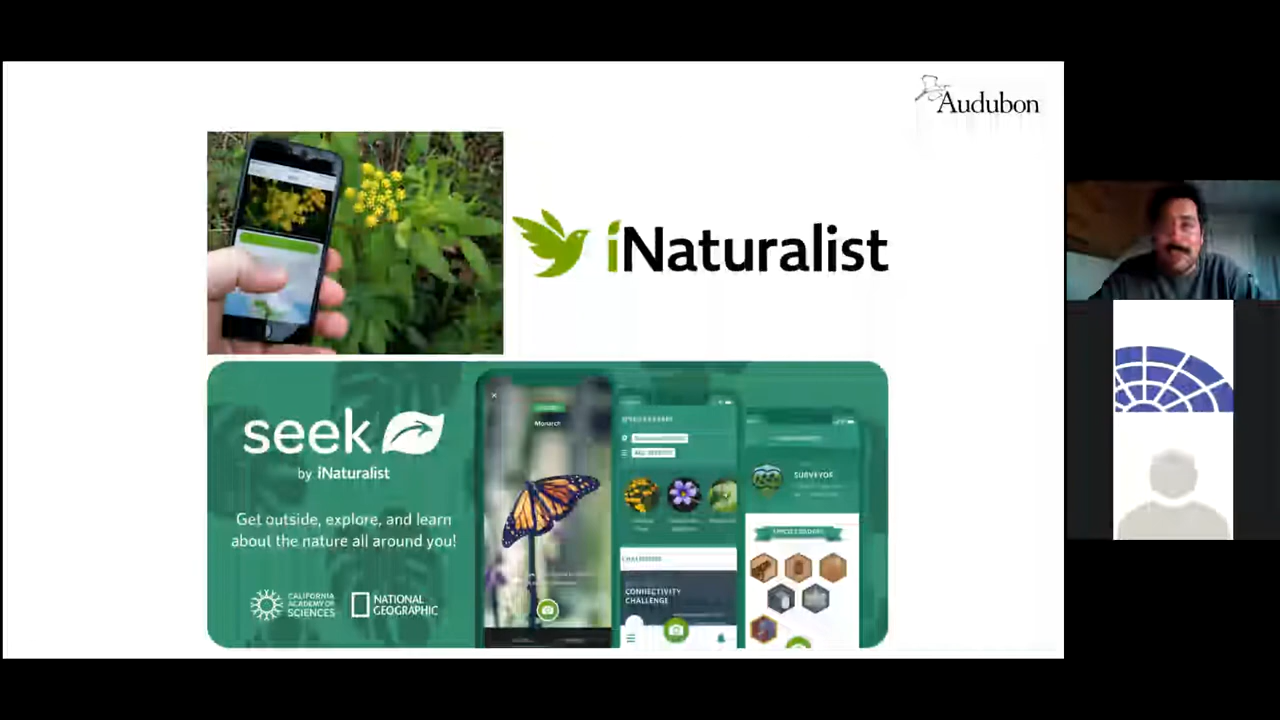 Audubon
iNaturalist
seek
by iNaturalist
Get outside, explore, and learn
about the nature all around you!
CALIFORNIA
ACADEMY OF
SCIENCES
NATIONAL
GEOGRAPHIC
Monarch
CONNECTIVITY
CHALLENGE
SURVEYOR